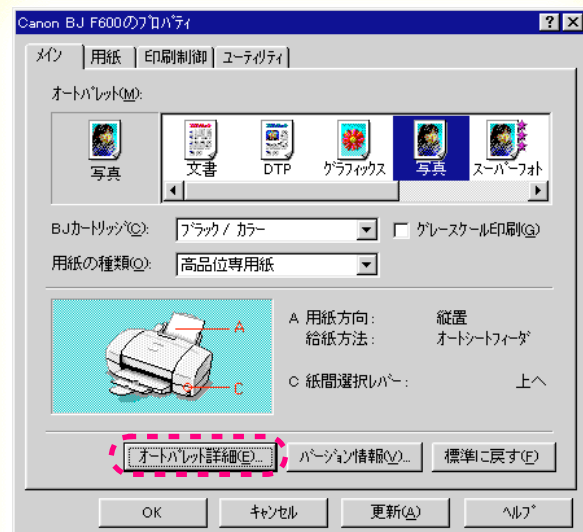 Canon BJ F600のﾌﾟﾛﾊﾟﾃｨ
ﾒｲﾝ 用紙 印刷制御 ﾕｰﾃｨﾘﾃｨ
ｵｰﾄﾊﾟﾚｯﾄ(M):
写真 文書 DTP ｸﾞﾗﾌｨｯｸｽ 写真 ｽｰﾊﾟｰﾌｫﾄ
BJｶｰﾄﾘｯｼﾞ(C): ﾌﾞﾗｯｸ / ｶﾗｰ ｸﾞﾚｰｽｹｰﾙ印刷(G)
用紙の種類(O): 高品位専用紙
A
C
A 用紙方向: 縦置
給紙方法: ｵｰﾄｼｰﾄﾌｨｰﾀﾞ
C 紙間選択ﾚﾊﾞｰ: 上へ
ｵｰﾄﾊﾟﾚｯﾄ詳細(E)... ﾊﾞｰｼﾞｮﾝ情報(V)... 標準に戻す(F)
OK ｷｬﾝｾﾙ 更新(A) ﾍﾙﾌﾟ